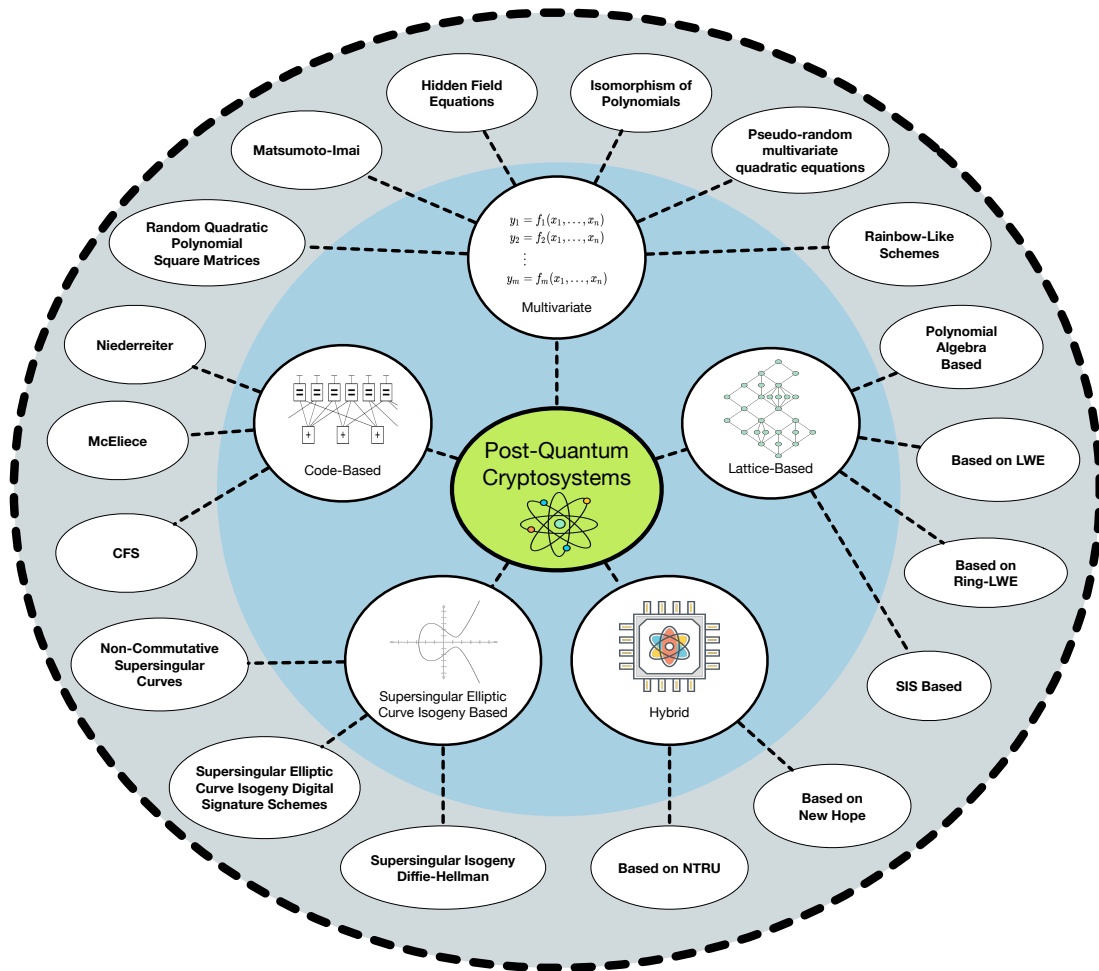 Hidden Field
Equations
Isomorphism of
Polynomials
Matsumoto-Imai
Pseudo-random
multivariate
quadratic equations
Random Quadratic
Polynomial
Square Matrices
y₁ = f₁(x₁, . . . , xₙ)
y₂ = f₂(x₁, . . . , xₙ)
⋮
yₘ = fₘ(x₁, . . . , xₙ)
Multivariate
Rainbow-Like
Schemes
Niederreiter
Polynomial
Algebra
Based
McEliece
Code-Based
Post-Quantum
Cryptosystems
Lattice-Based
Based on LWE
CFS
Based on
Ring-LWE
Non-Commutative
Supersingular
Curves
Supersingular Elliptic
Curve Isogeny Based
Hybrid
SIS Based
Supersingular Elliptic
Curve Isogeny Digital
Signature Schemes
Based on
New Hope
Supersingular Isogeny
Diffie-Hellman
Based on NTRU